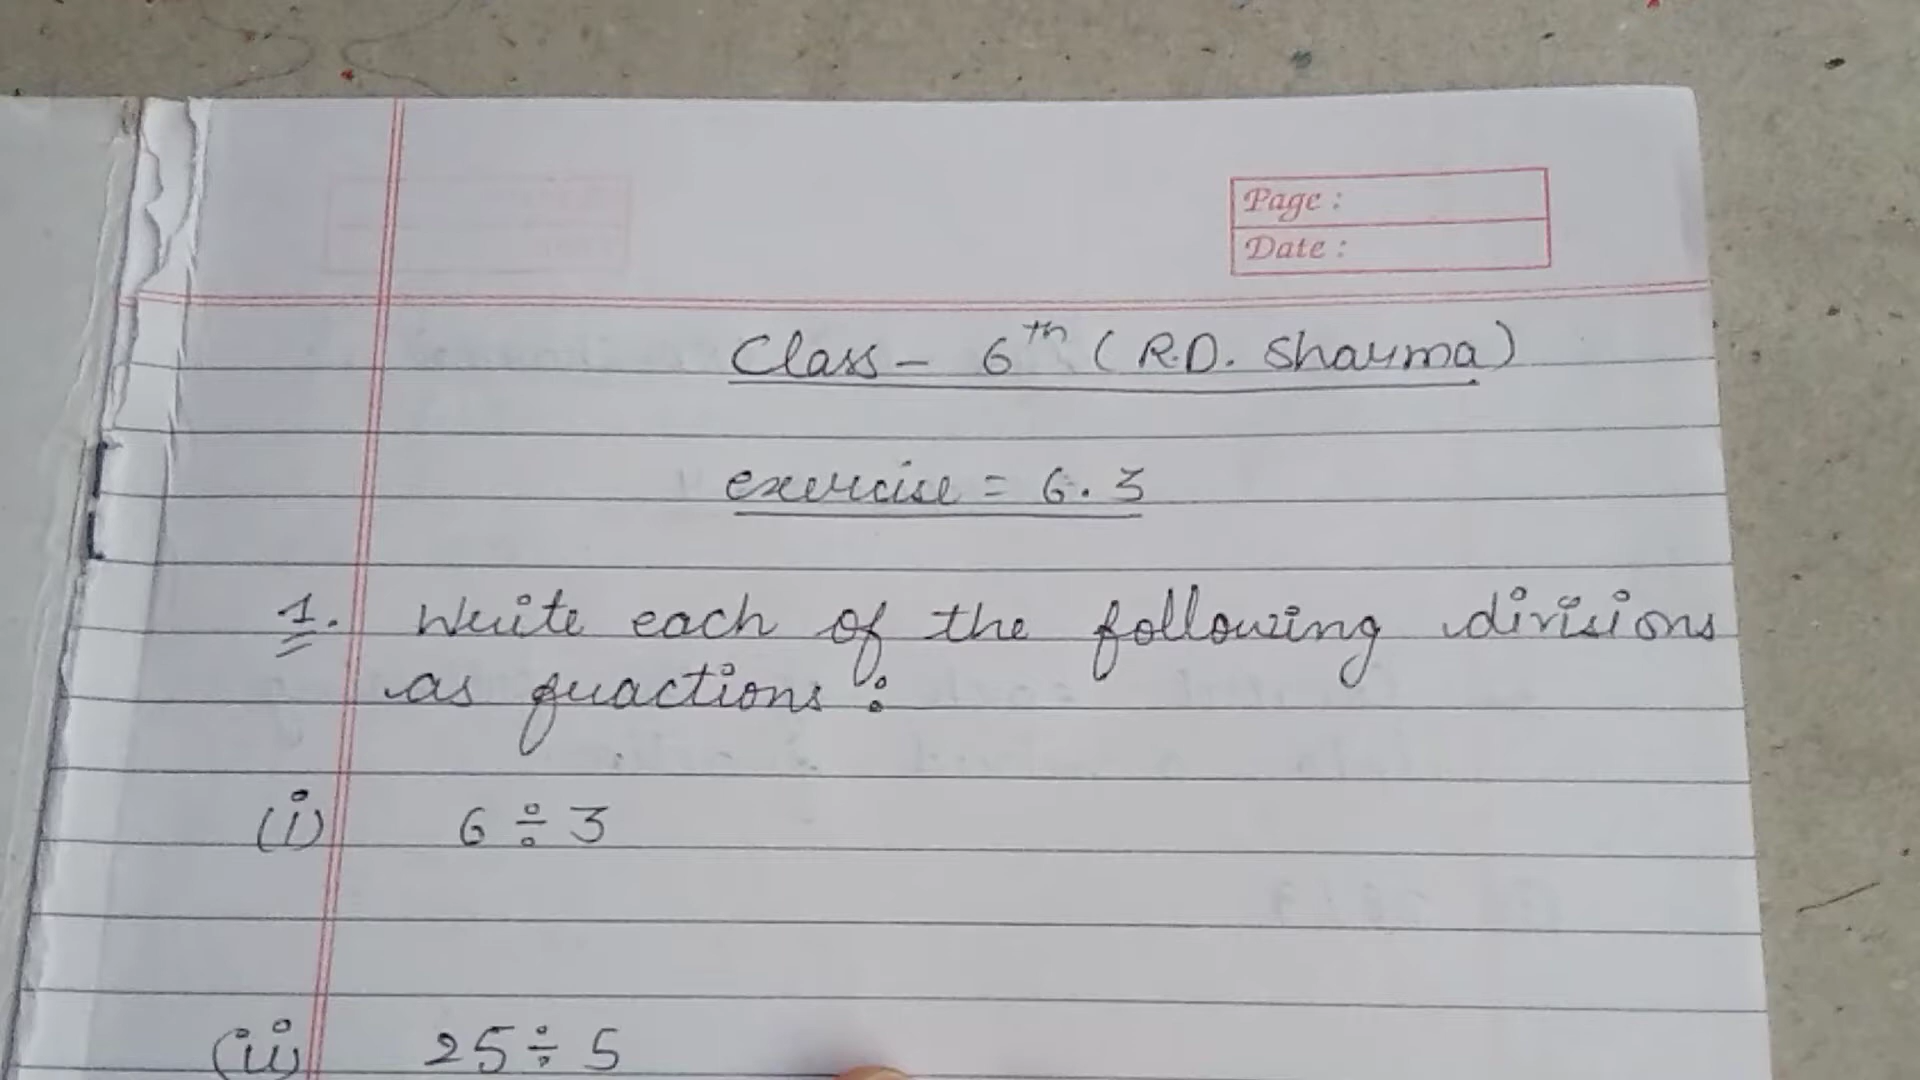 Page :
Date :
Class - 6th (R.D. Sharma)
exercise = 6.3
1. Write each of the following divisions
as fractions :
(i) 6 ÷ 3
(ii) 25 ÷ 5